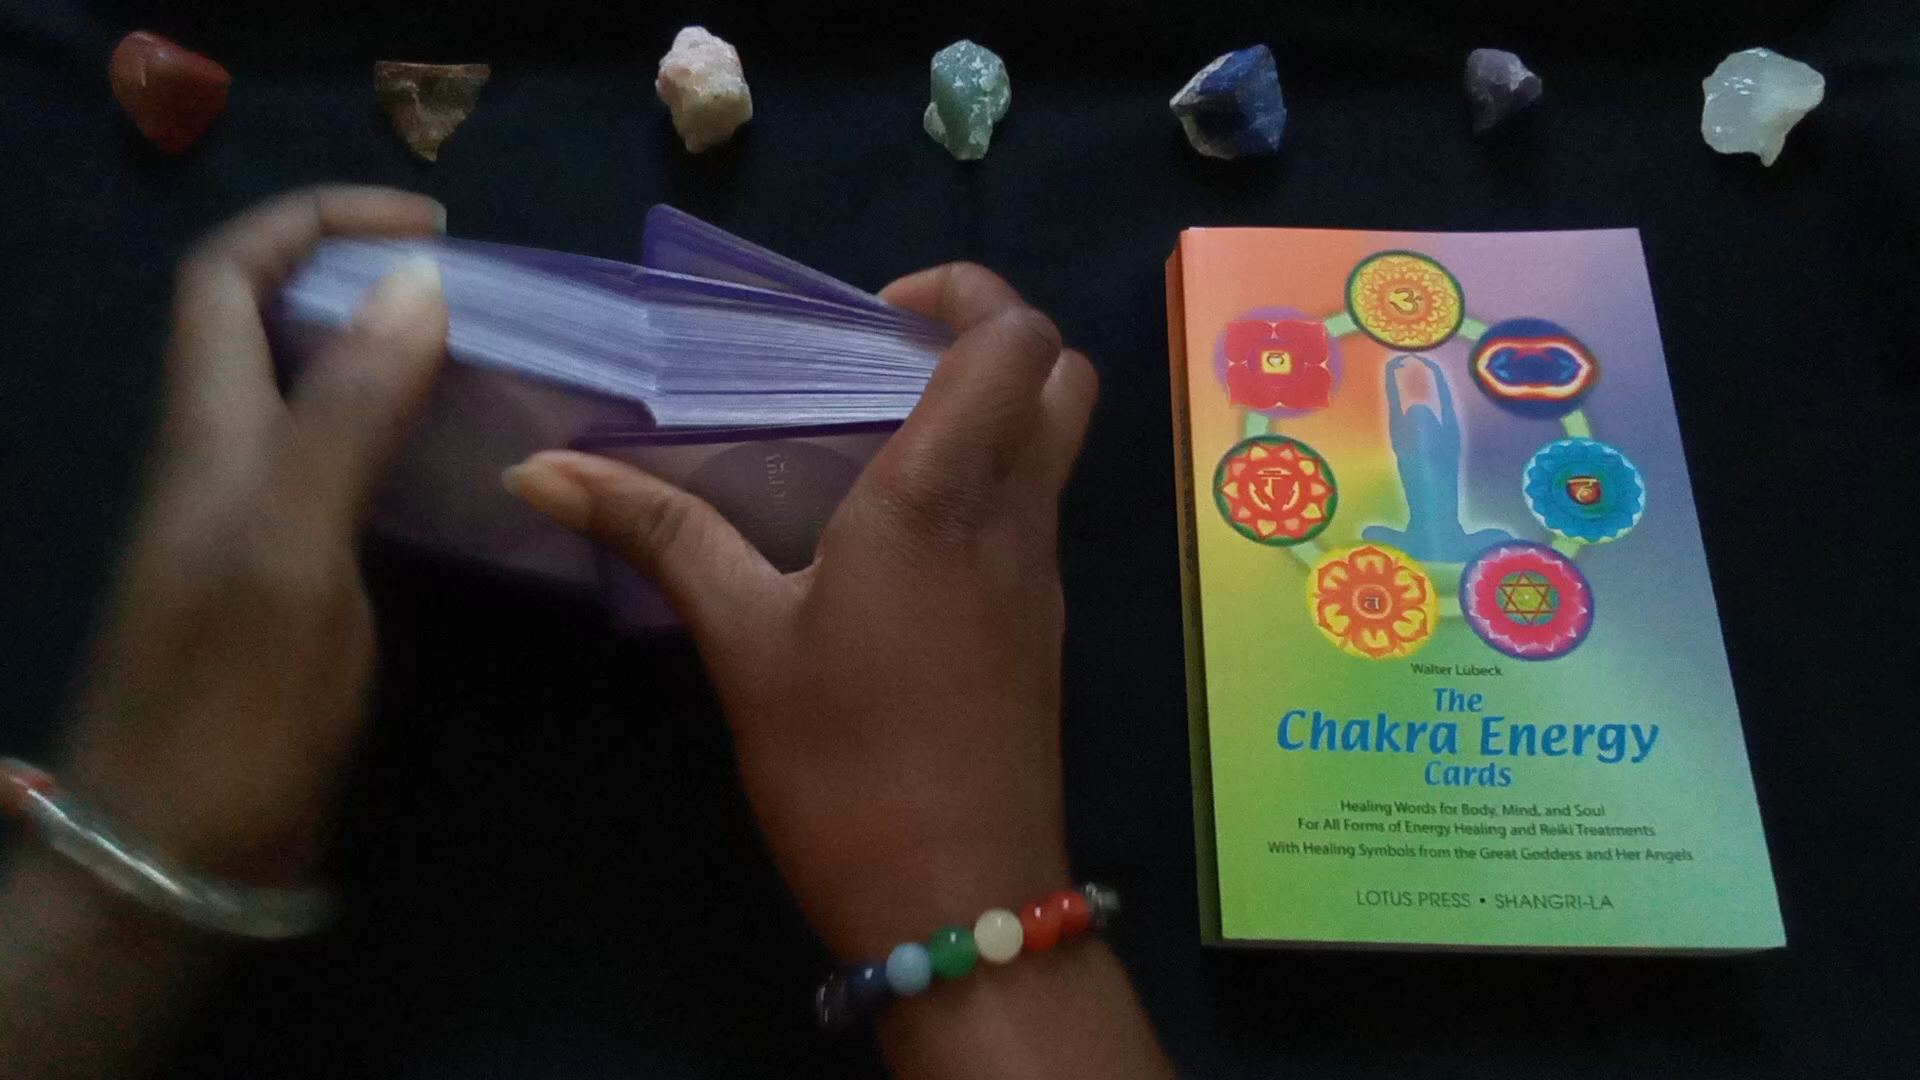 Walter Lübeck
The
Chakra Energy
Cards
Healing Words for Body, Mind, and Soul
For All Forms of Energy Healing and Reiki Treatments
With Healing Symbols from the Great Goddess and Her Angels
LOTUS PRESS • SHANGRI-LA